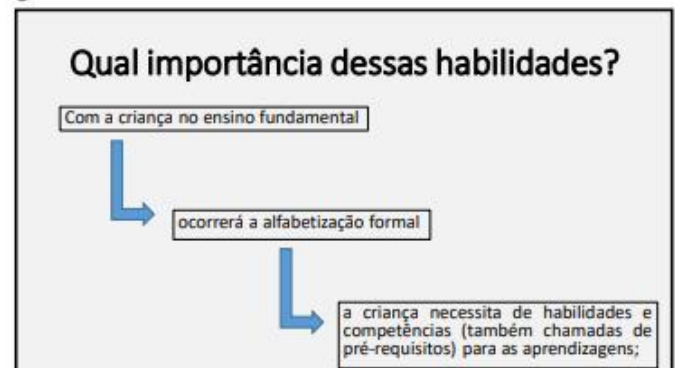 Qual importância dessas habilidades?
Com a criança no ensino fundamental
ocorrerá a alfabetização formal
a criança necessita de habilidades e
competências (também chamadas de
pré-requisitos) para as aprendizagens;